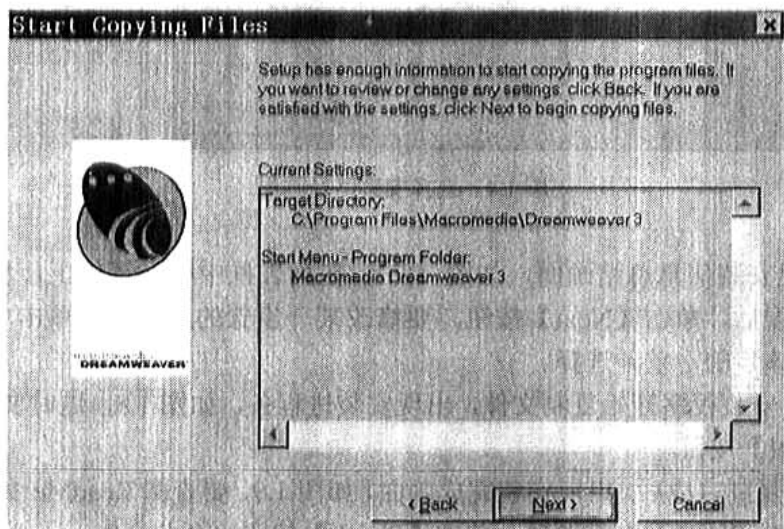 Start Copying Files
Setup has enough information to start copying the program files. If
you want to review or change any settings, click Back. If you are
satisfied with the settings, click Next to begin copying files.
Current Settings:
Target Directory:
C:\Program Files\Macromedia\Dreamweaver 3
Start Menu - Program Folder:
Macromedia Dreamweaver 3
DREAMWEAVER
< Back
Next >
Cancel